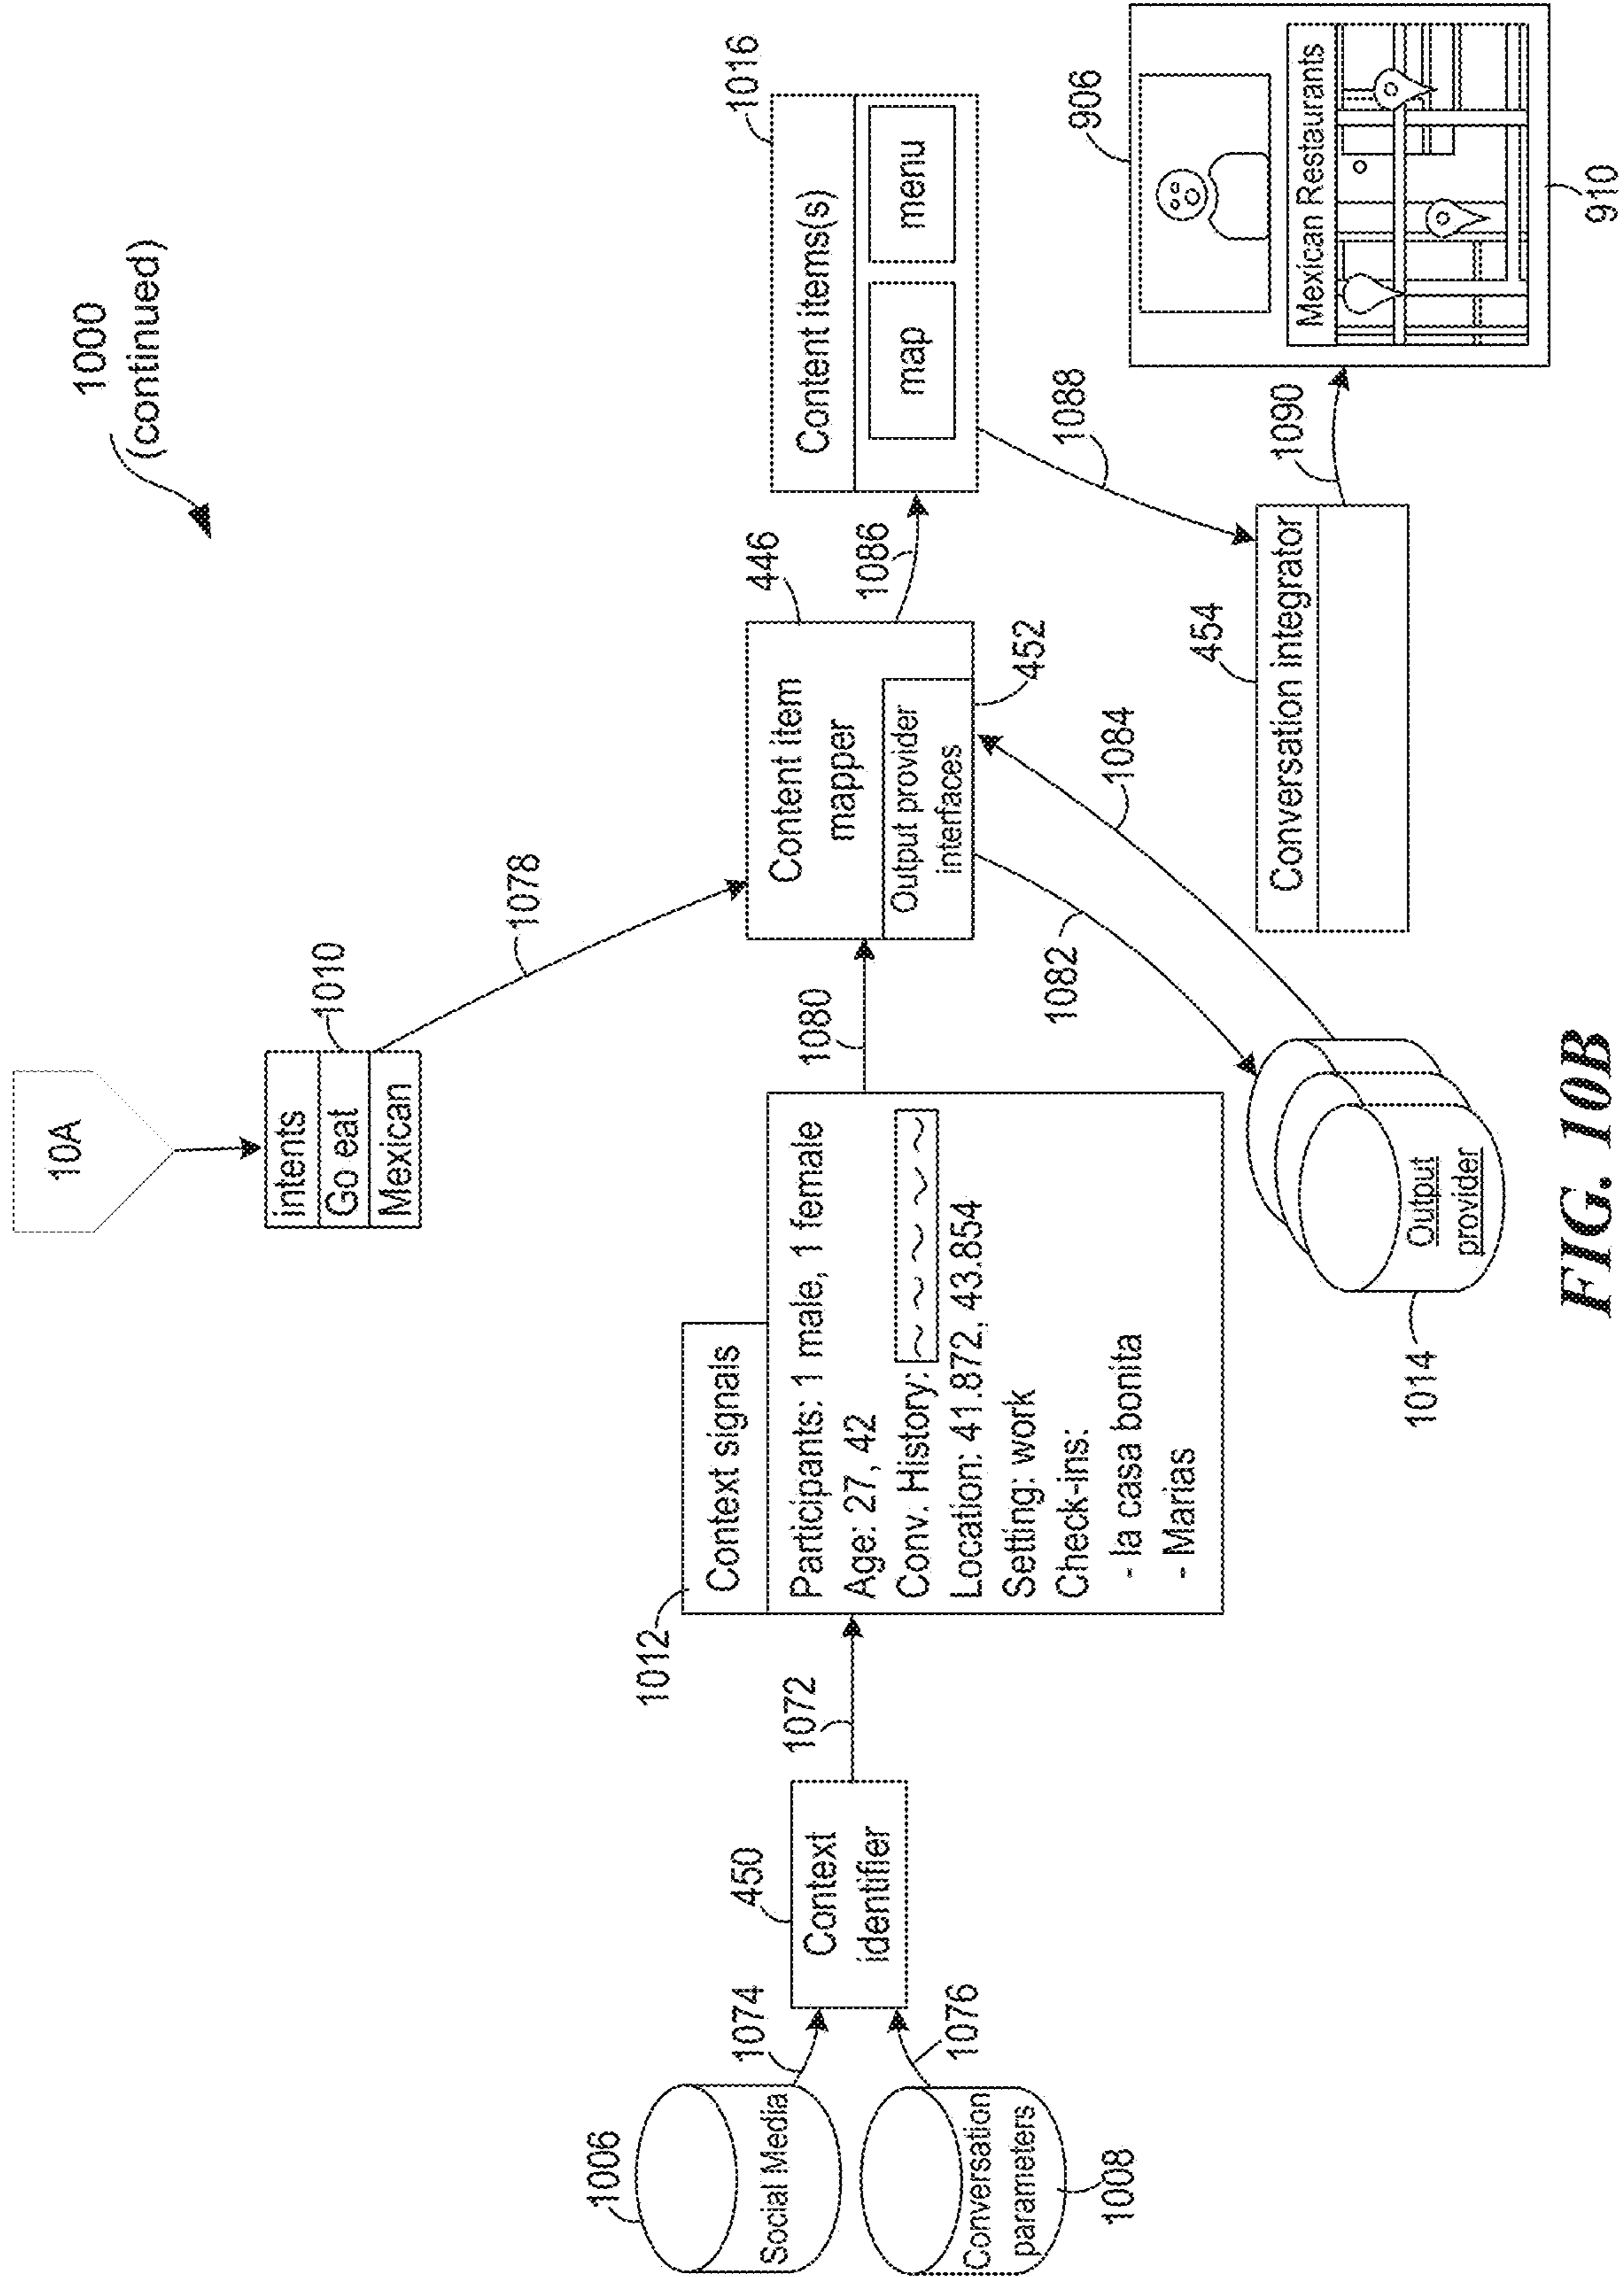 1000
(continued)
10A
intents
Go eat
Mexican
1010
1078
1006
Social Media
1074
Conversation
parameters
1008
1076
450
Context
identifier
1072
1012
Context signals
Participants: 1 male, 1 female
Age: 27, 42
Conv. History:
Location: 41.872, 43.854
Setting: work
Check-ins:
- la casa bonita
- Marias
1080
446
Content item
mapper
Output provider
interfaces
452
1082
1084
Output
provider
1014
1086
1016
Content items(s)
map
menu
1088
454
Conversation integrator
1090
906
Mexican Restaurants
910
FIG. 10B